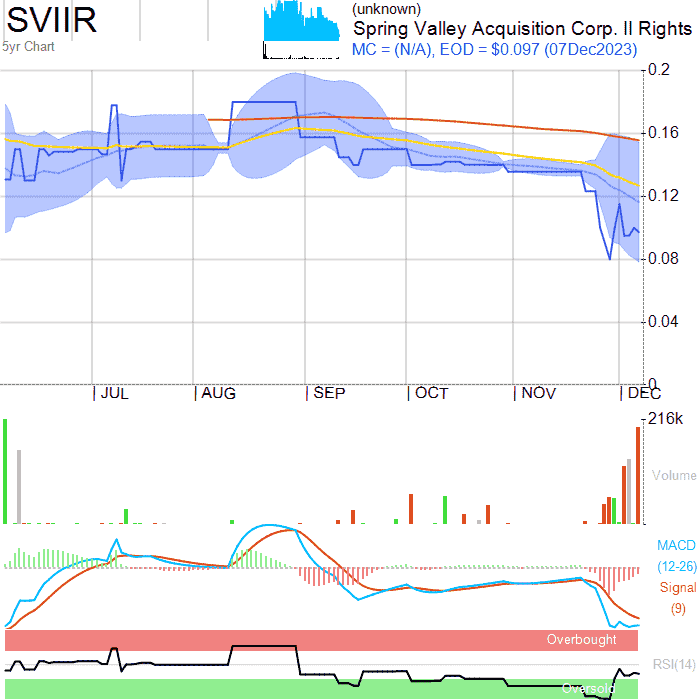 SVIIR
5yr Chart
(unknown)
Spring Valley Acquisition Corp. II Rights
MC = (N/A), EOD = $0.097 (07Dec2023)
0.2
0.16
0.12
0.08
0.04
0
JUL
AUG
SEP
OCT
NOV
DEC
216k
Volume
MACD
(12-26)
Signal
(9)
Overbought
RSI(14)
Oversold